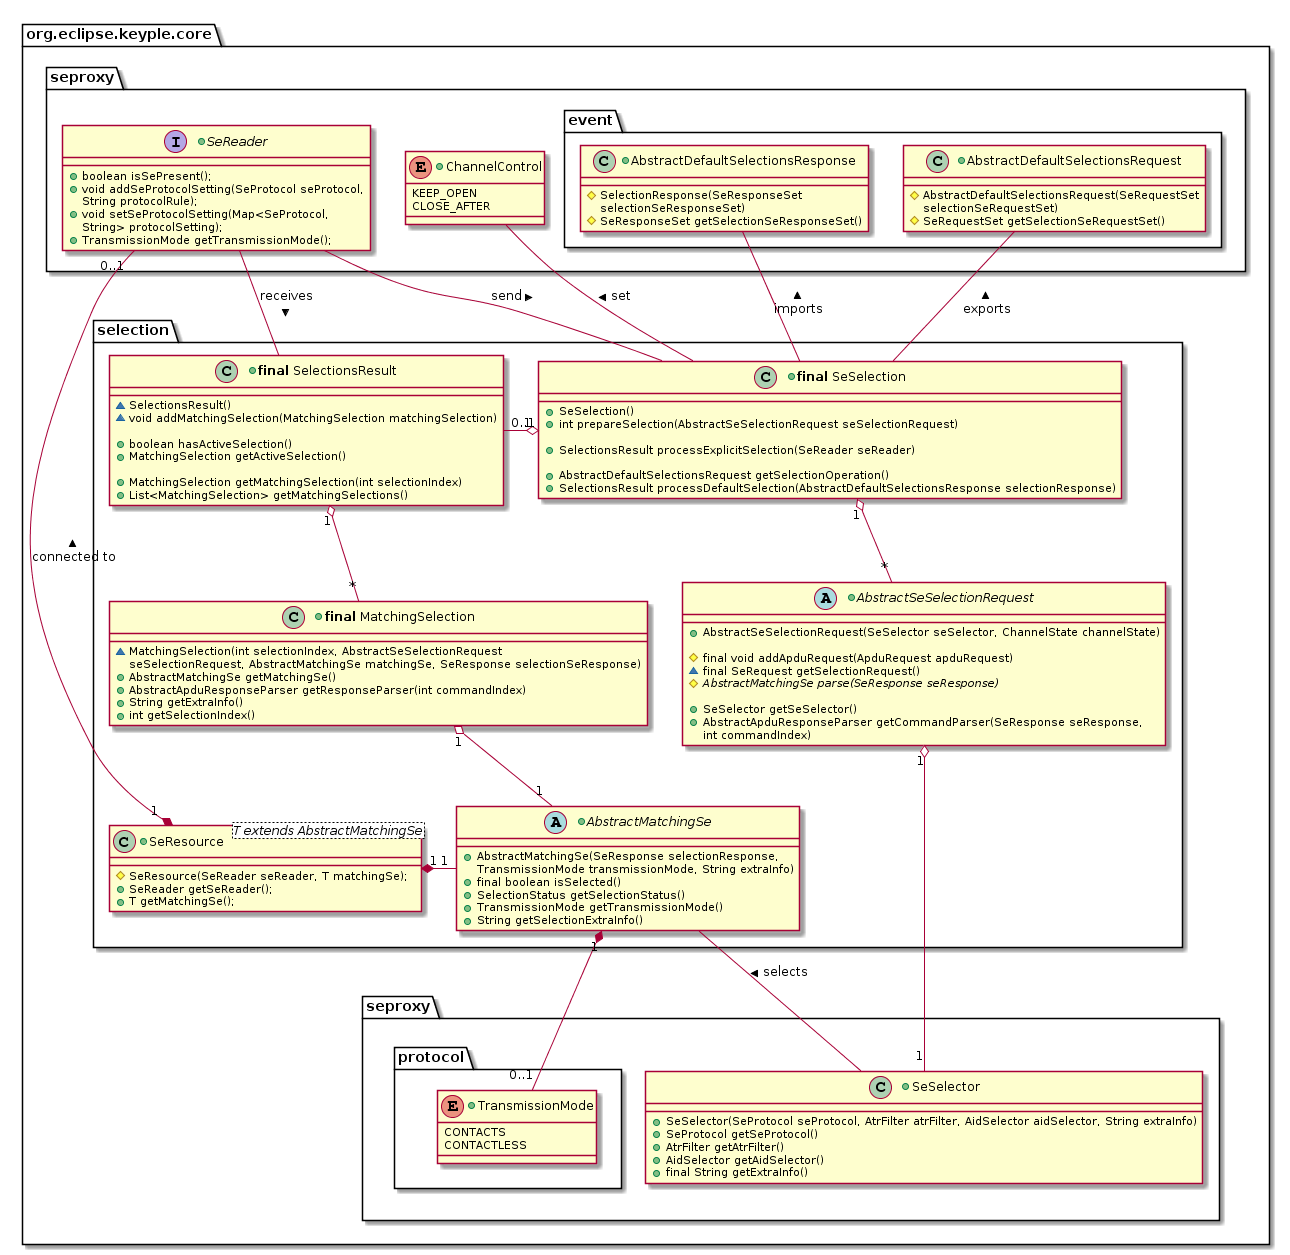 org.eclipse.keyple.core
seproxy
event
I SeReader
boolean isSePresent();
void addSeProtocolSetting(SeProtocol seProtocol,
String protocolRule);
void setSeProtocolSetting(Map<SeProtocol,
String> protocolSetting);
TransmissionMode getTransmissionMode();
E ChannelControl
KEEP_OPEN
CLOSE_AFTER
C AbstractDefaultSelectionsResponse
SelectionResponse(SeResponseSet
selectionSeResponseSet)
SeResponseSet getSelectionSeResponseSet()
C AbstractDefaultSelectionsRequest
AbstractDefaultSelectionsRequest(SeRequestSet
selectionSeRequestSet)
SeRequestSet getSelectionSeRequestSet()
0..1
receives
send
set
imports
exports
selection
C final SelectionsResult
SelectionsResult()
void addMatchingSelection(MatchingSelection matchingSelection)
boolean hasActiveSelection()
MatchingSelection getActiveSelection()
MatchingSelection getMatchingSelection(int selectionIndex)
List<MatchingSelection> getMatchingSelections()
0..1
1
C final SeSelection
SeSelection()
int prepareSelection(AbstractSeSelectionRequest seSelectionRequest)
SelectionsResult processExplicitSelection(SeReader seReader)
AbstractDefaultSelectionsRequest getSelectionOperation()
SelectionsResult processDefaultSelection(AbstractDefaultSelectionsResponse selectionResponse)
1
1
connected to
*
*
C final MatchingSelection
MatchingSelection(int selectionIndex, AbstractSeSelectionRequest
seSelectionRequest, AbstractMatchingSe matchingSe, SeResponse selectionSeResponse)
AbstractMatchingSe getMatchingSe()
AbstractApduResponseParser getResponseParser(int commandIndex)
String getExtraInfo()
int getSelectionIndex()
A AbstractSeSelectionRequest
AbstractSeSelectionRequest(SeSelector seSelector, ChannelState channelState)
final void addApduRequest(ApduRequest apduRequest)
final SeRequest getSelectionRequest()
AbstractMatchingSe parse(SeResponse seResponse)
SeSelector getSeSelector()
AbstractApduResponseParser getCommandParser(SeResponse seResponse,
int commandIndex)
1
1
1
1
C SeResource
T extends AbstractMatchingSe
SeResource(SeReader seReader, T matchingSe);
SeReader getSeReader();
T getMatchingSe();
1 1
A AbstractMatchingSe
AbstractMatchingSe(SeResponse selectionResponse,
TransmissionMode transmissionMode, String extraInfo)
final boolean isSelected()
SelectionStatus getSelectionStatus()
TransmissionMode getTransmissionMode()
String getSelectionExtraInfo()
1
selects
seproxy
protocol
0..1
1
E TransmissionMode
CONTACTS
CONTACTLESS
C SeSelector
SeSelector(SeProtocol seProtocol, AtrFilter atrFilter, AidSelector aidSelector, String extraInfo)
SeProtocol getSeProtocol()
AtrFilter getAtrFilter()
AidSelector getAidSelector()
final String getExtraInfo()